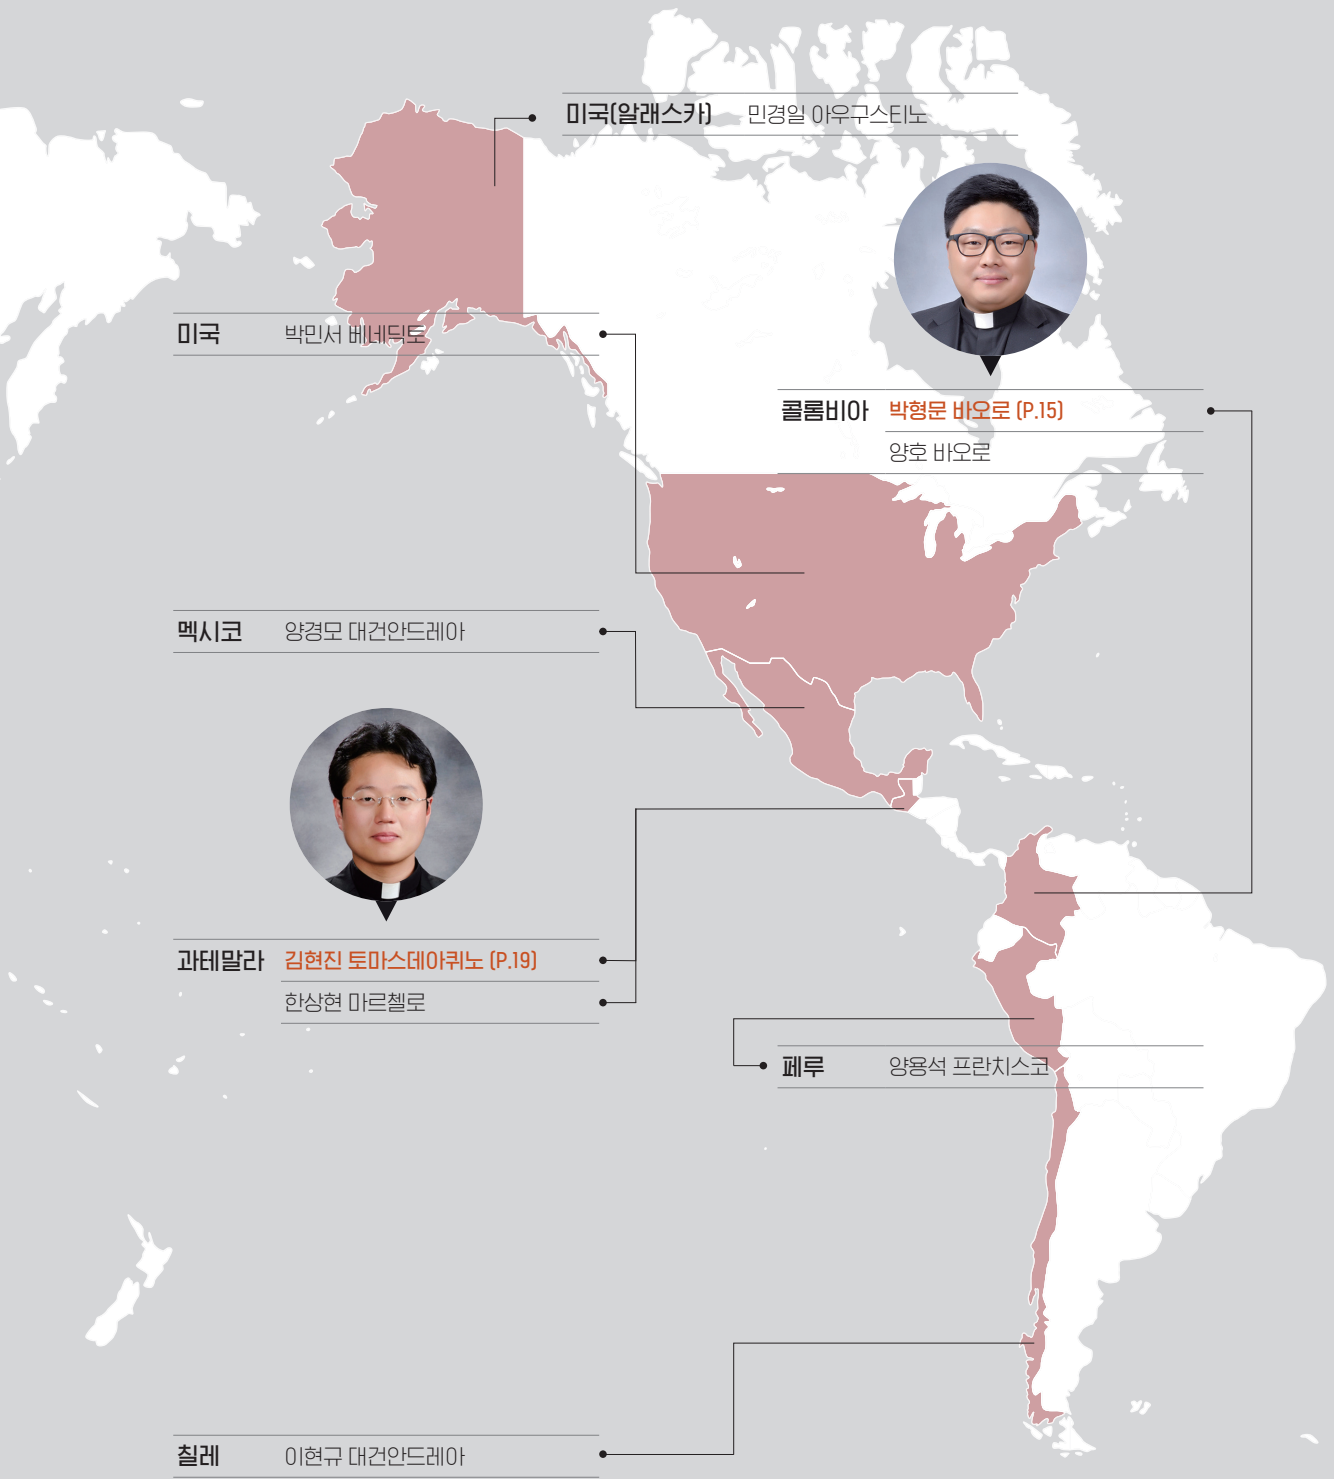 미국(알래스카) 민경일 아우구스티노
미국 박민서 베네딕토
콜롬비아 박형문 바오로 (P.15)
양호 바오로
멕시코 양경모 대건안드레아
과테말라 김현진 토마스데아퀴노 (P.19)
한상현 마르첼로
페루 양용석 프란치스코
칠레 이현규 대건안드레아